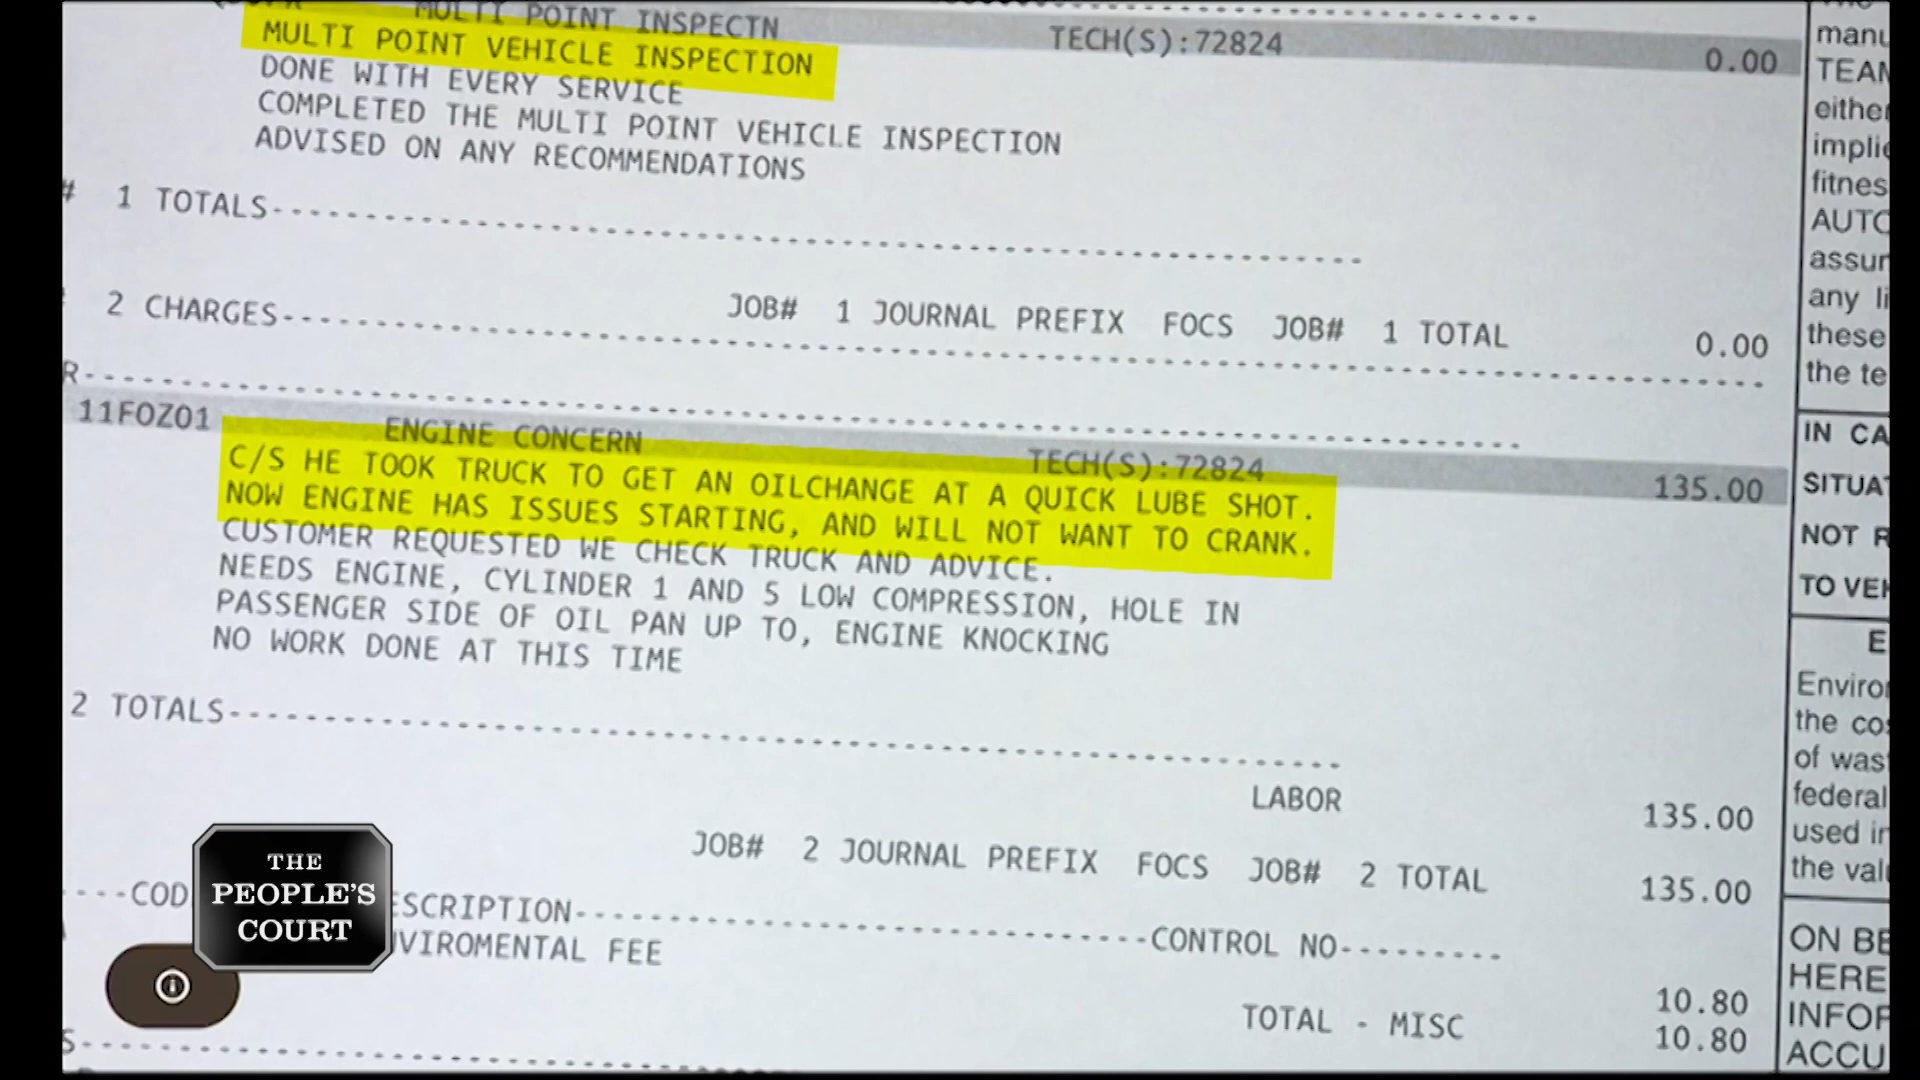 MULTI POINT INSPECTN
TECH(S):72824
0.00
MULTI POINT VEHICLE INSPECTION
DONE WITH EVERY SERVICE
COMPLETED THE MULTI POINT VEHICLE INSPECTION
ADVISED ON ANY RECOMMENDATIONS
# 1 TOTALS
JOB# 1 JOURNAL PREFIX FOCS JOB# 1 TOTAL 0.00
2 CHARGES
R
11FOZ01 ENGINE CONCERN TECH(S):72824 135.00
C/S HE TOOK TRUCK TO GET AN OILCHANGE AT A QUICK LUBE SHOT.
NOW ENGINE HAS ISSUES STARTING, AND WILL NOT WANT TO CRANK.
CUSTOMER REQUESTED WE CHECK TRUCK AND ADVICE.
NEEDS ENGINE, CYLINDER 1 AND 5 LOW COMPRESSION, HOLE IN
PASSENGER SIDE OF OIL PAN UP TO, ENGINE KNOCKING
NO WORK DONE AT THIS TIME
2 TOTALS
LABOR 135.00
JOB# 2 JOURNAL PREFIX FOCS JOB# 2 TOTAL 135.00
----COD ESCRIPTION---CONTROL NO---
NVIROMENTAL FEE 10.80
TOTAL - MISC 10.80
S
manu
TEAM
either
implie
fitnes
AUTO
assur
any li
these
the te
IN CA
SITUAT
NOT R
TO VEH
E
Environ
the cos
of wast
federal
used in
the valu
ON BE
HERE
INFOR
ACCU
THE
PEOPLE'S
COURT